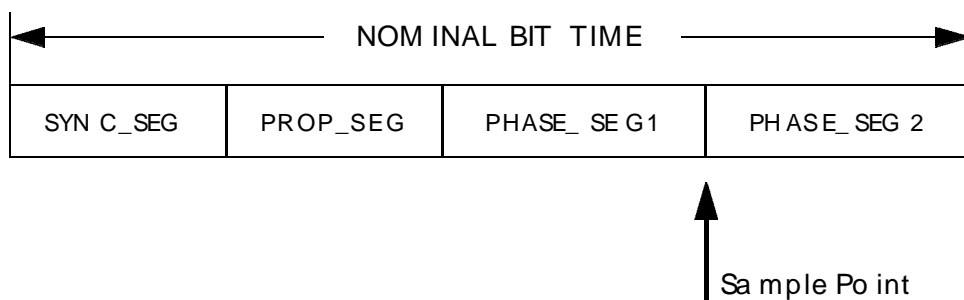 NOMINAL BIT TIME
SYNC_SEG PROP_SEG PHASE_SEG1 PHASE_SEG2
Sample Point